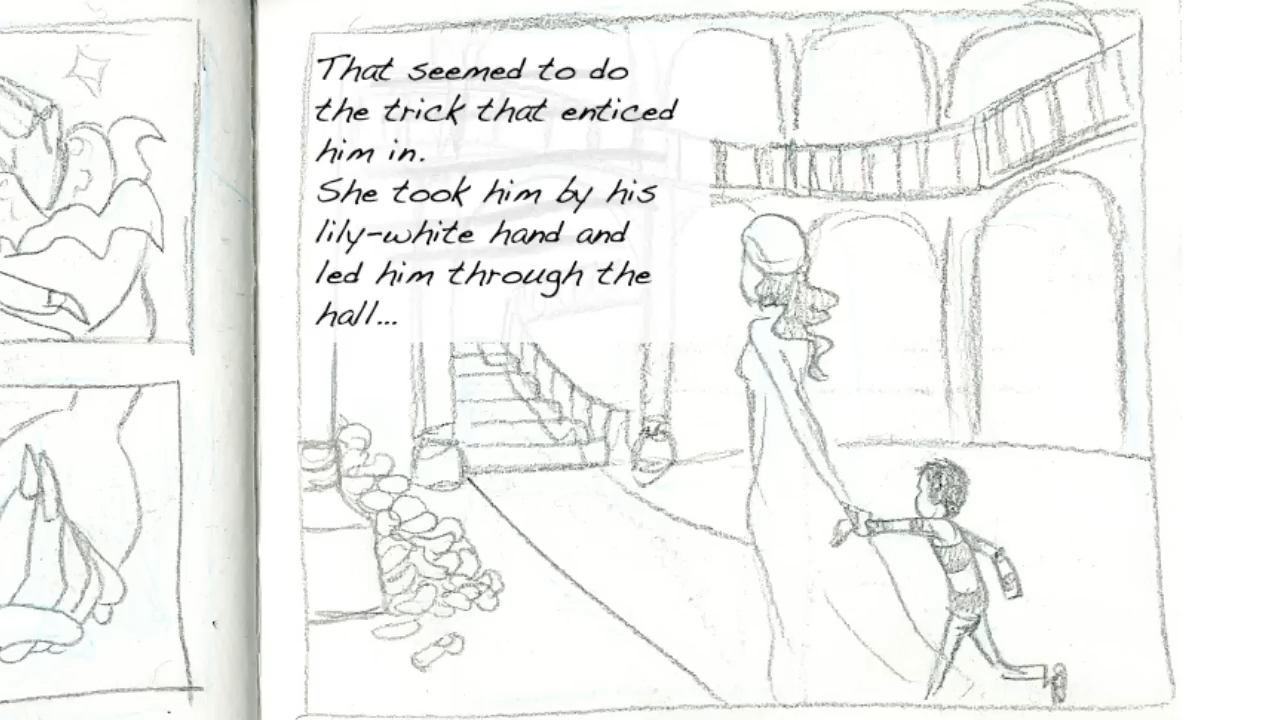 That seemed to do
the trick that enticed
him in.
She took him by his
lily-white hand and
led him through the
hall...